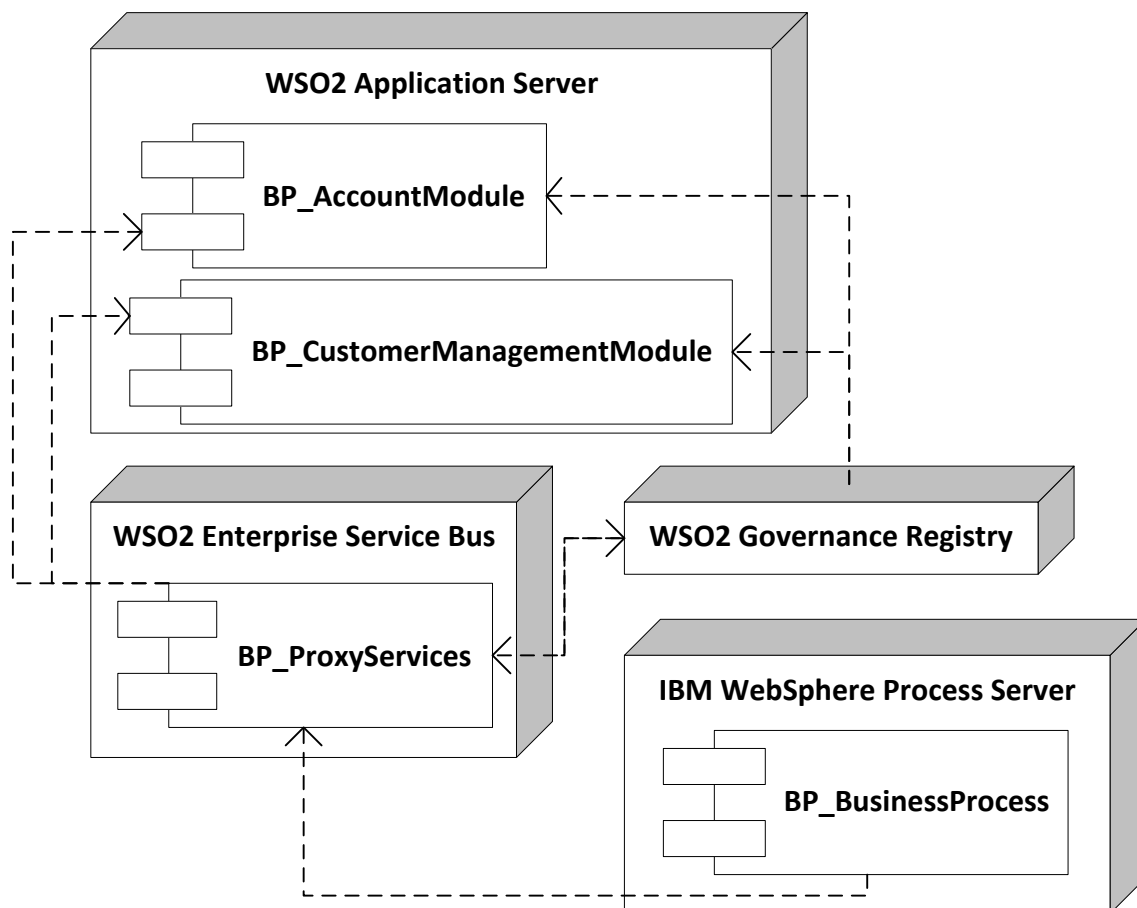 WSO2 Application Server
BP_AccountModule
BP_CustomerManagementModule
WSO2 Enterprise Service Bus
BP_ProxyServices
WSO2 Governance Registry
IBM WebSphere Process Server
BP_BusinessProcess